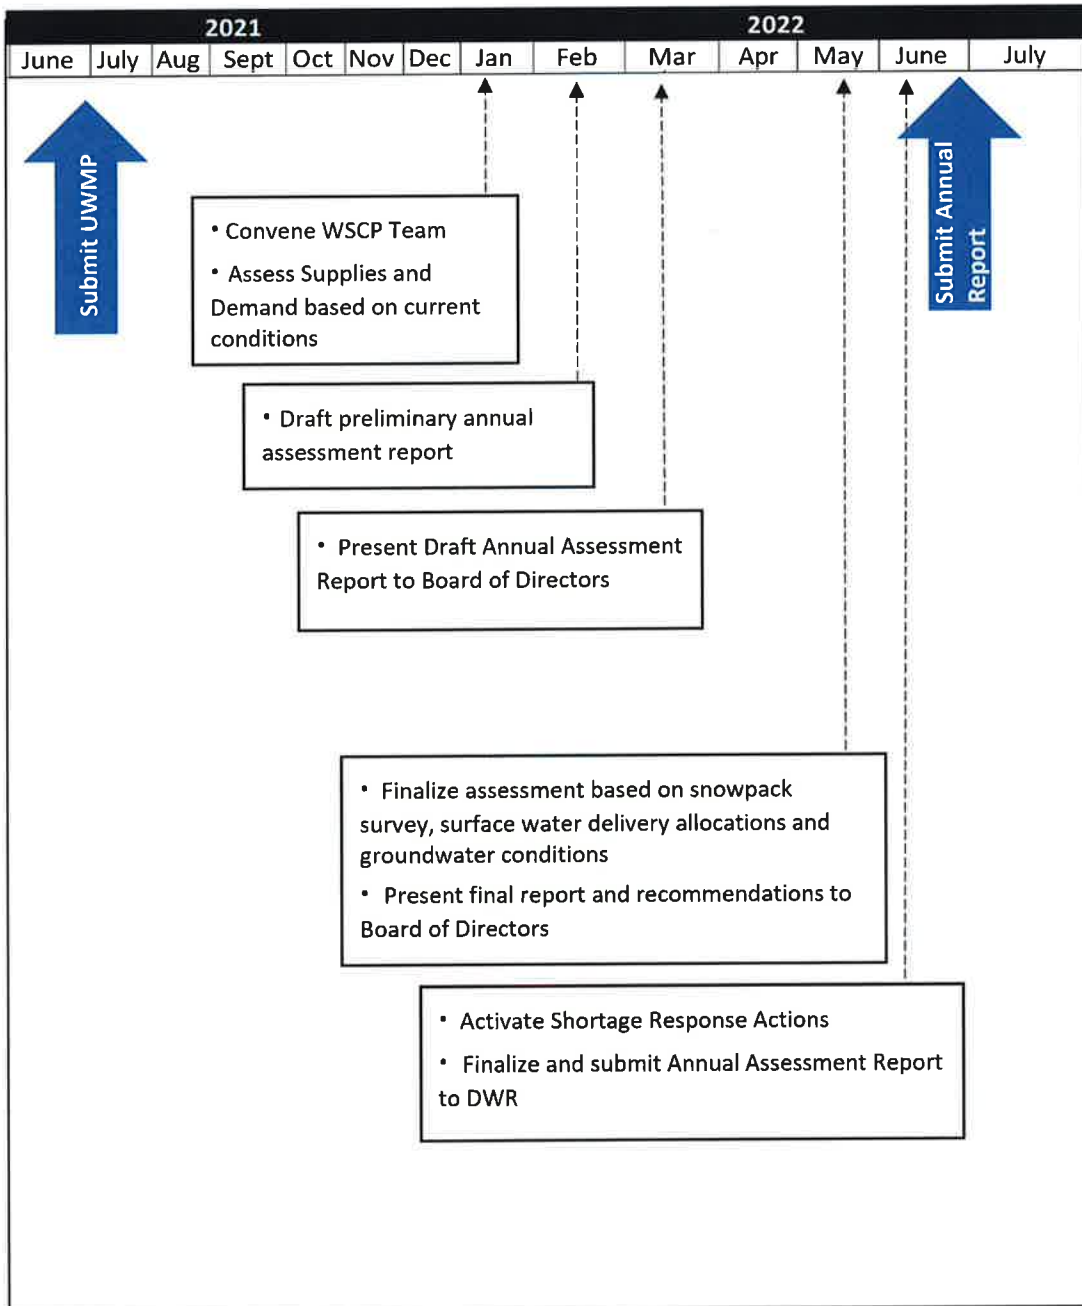 2021 2022
June July Aug Sept Oct Nov Dec Jan Feb Mar Apr May June July
Submit UWMP
Submit Annual
Report
• Convene WSCP Team
• Assess Supplies and
Demand based on current
conditions
• Draft preliminary annual
assessment report
• Present Draft Annual Assessment
Report to Board of Directors
• Finalize assessment based on snowpack
survey, surface water delivery allocations and
groundwater conditions
• Present final report and recommendations to
Board of Directors
• Activate Shortage Response Actions
• Finalize and submit Annual Assessment Report
to DWR